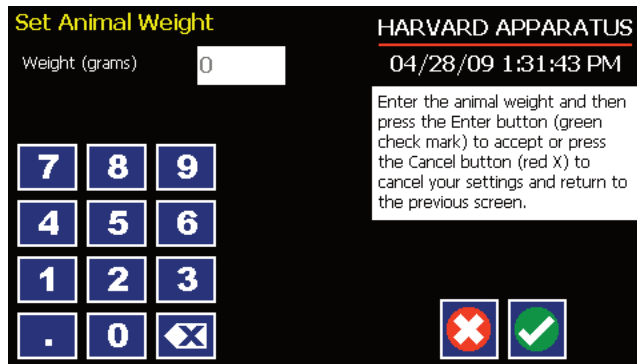 Set Animal Weight
Weight (grams) 0
7 8 9
4 5 6
1 2 3
. 0
HARVARD APPARATUS
04/28/09 1:31:43 PM
Enter the animal weight and then
press the Enter button (green
check mark) to accept or press
the Cancel button (red X) to
cancel your settings and return to
the previous screen.